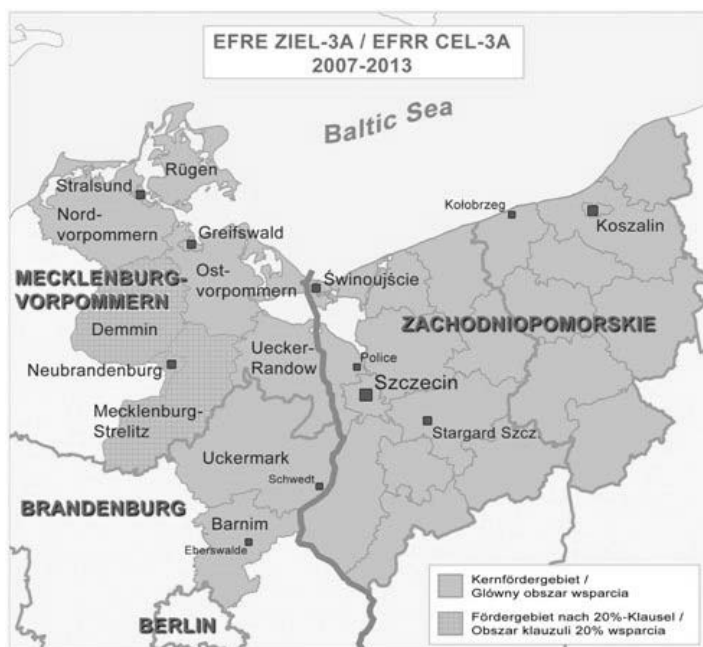 EFRE ZIEL-3A / EFRR CEL-3A
2007-2013
Baltic Sea
Rügen
Stralsund
Nord-
vorpommern
Greifswald
Ost-
vorpommern
MECKLENBURG-
VORPOMMERN
Demmin
Neubrandenburg
Mecklenburg-
Strelitz
Uecker-
Randow
Uckermark
Schwedt
BRANDENBURG
Barnim
Eberswalde
BERLIN
Kołobrzeg
Koszalin
Świnoujście
ZACHODNIOPOMORSKIE
Police
Szczecin
Stargard Szcz.
Kernfördergebiet /
Główny obszar wsparcia
Fördergebiet nach 20%-Klausel /
Obszar klauzuli 20% wsparcia